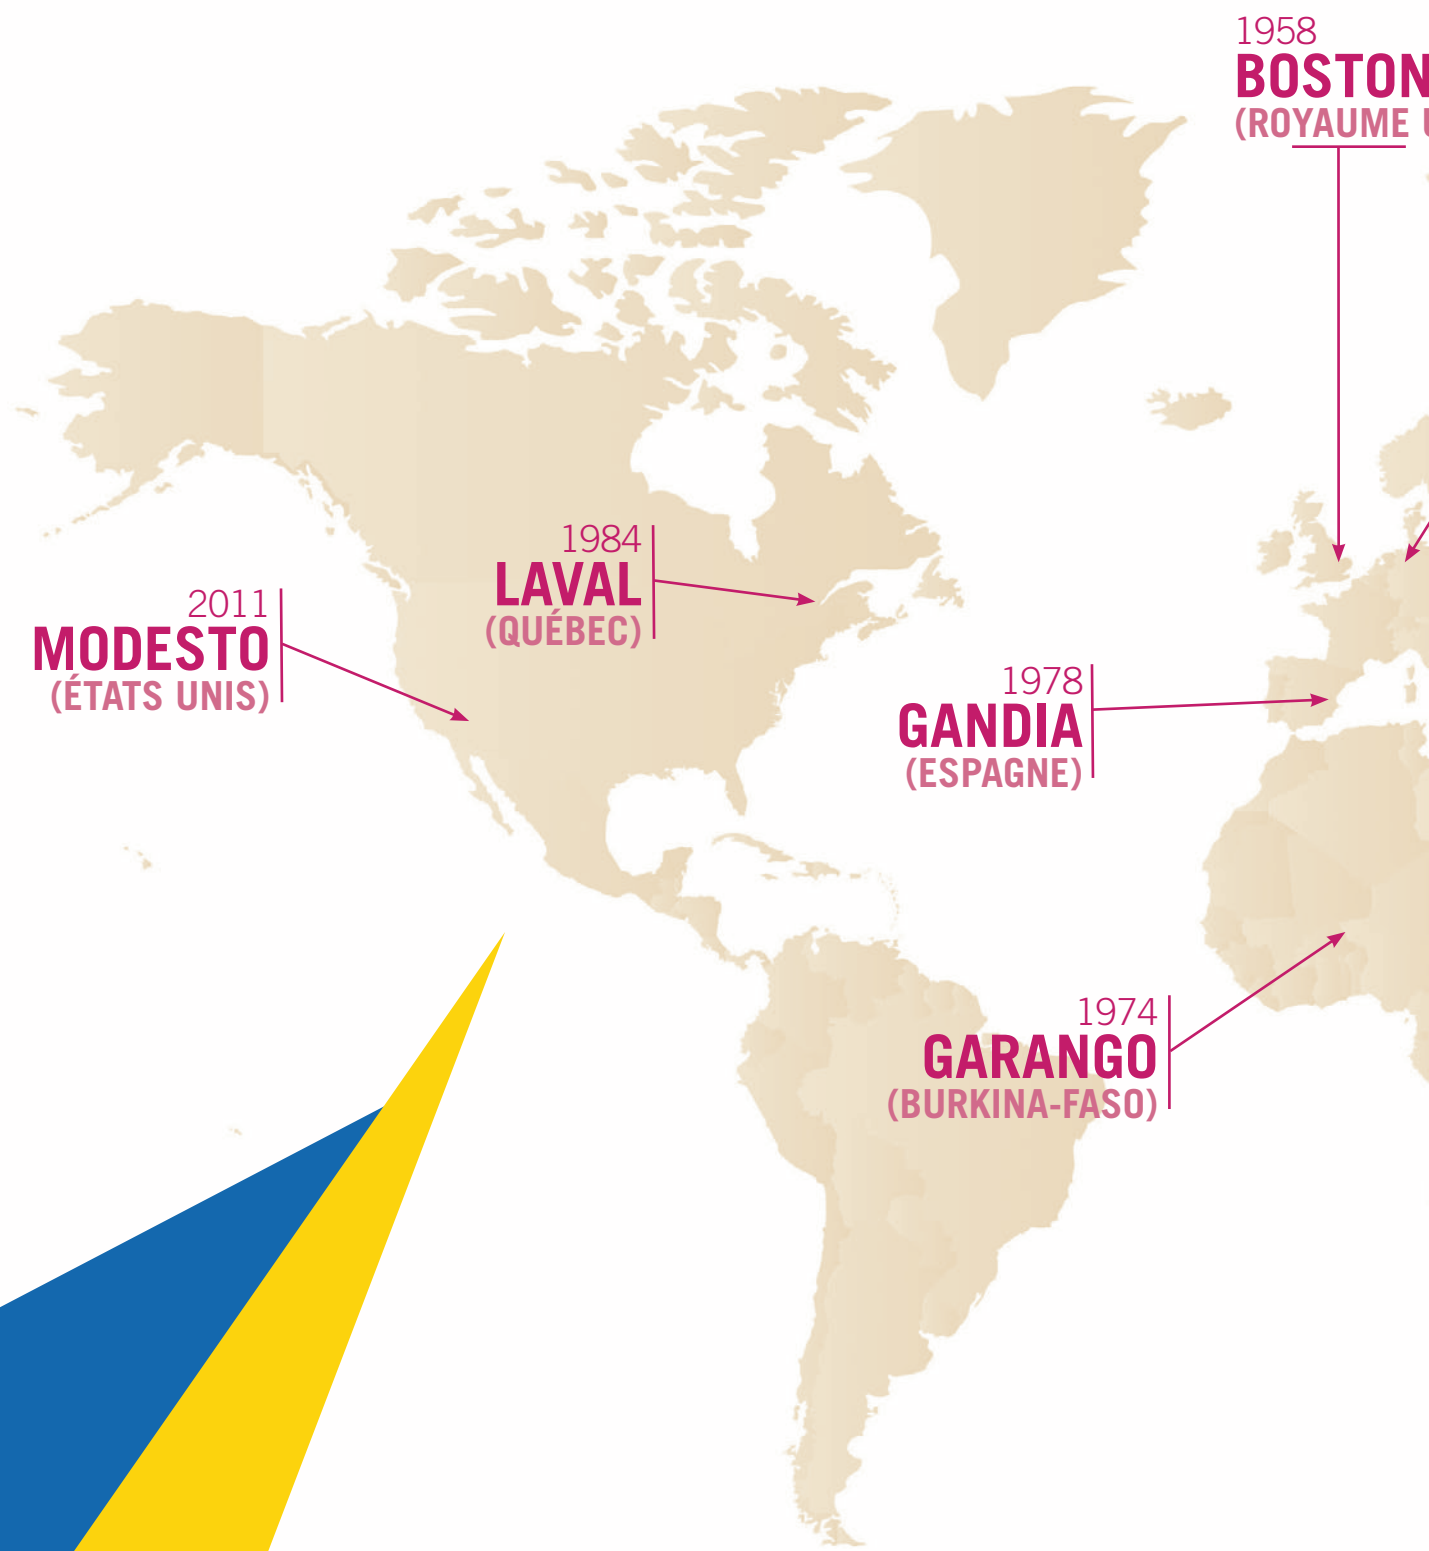 1958
BOSTON
(ROYAUME
1984
LAVAL
(QUÉBEC)
2011
MODESTO
(ÉTATS UNIS)
1978
GANDIA
(ESPAGNE)
1974
GARANGO
(BURKINA-FASO)